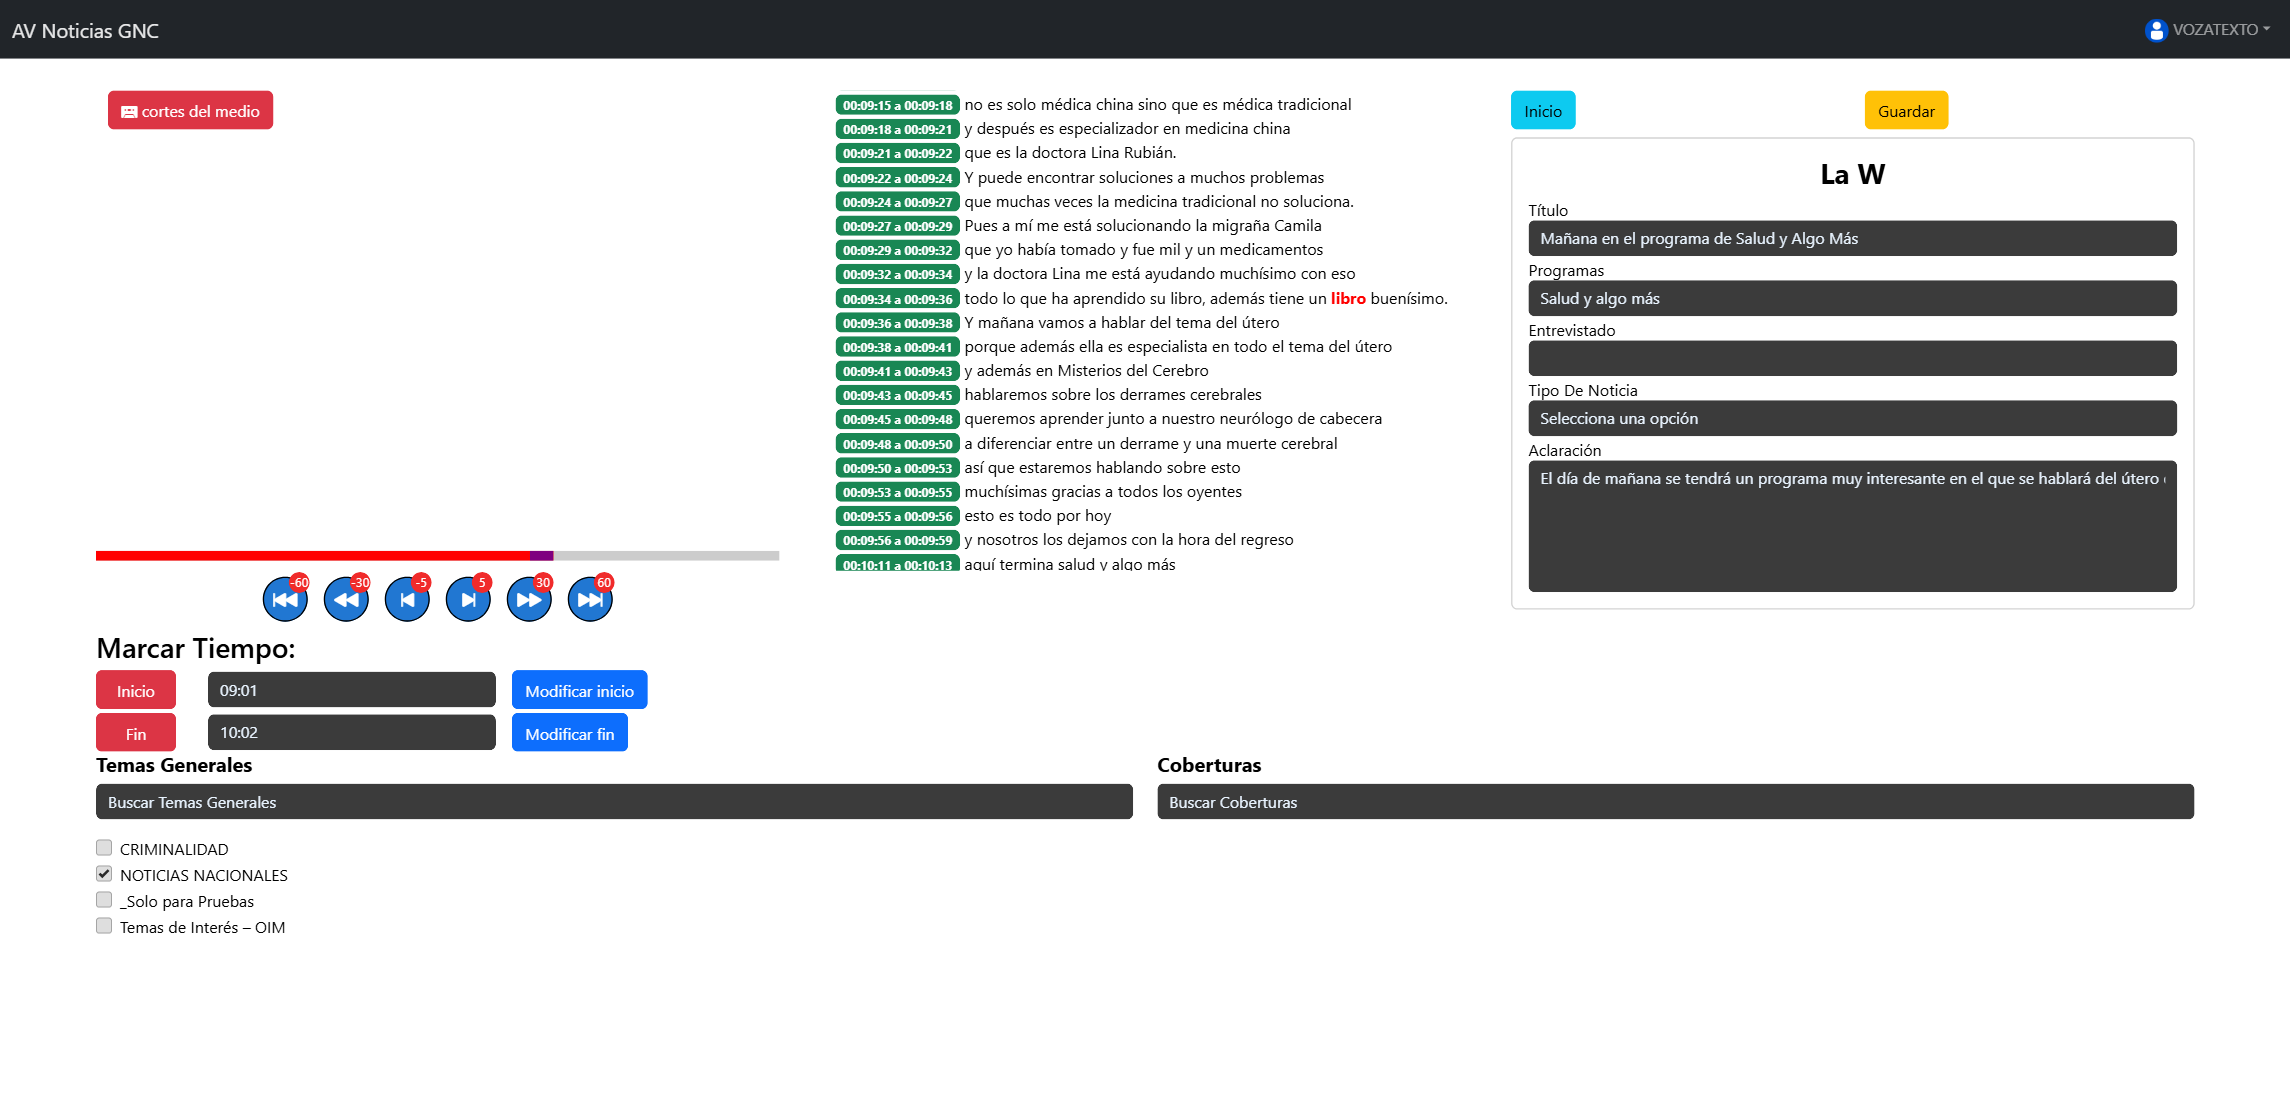 AV Noticias GNC
VOZATEXTO
cortes del medio
-60
-30
-5
5
30
60
Marcar Tiempo:
Inicio
09:01
Modificar inicio
Fin
10:02
Modificar fin
00:09:15 a 00:09:18 no es solo médica china sino que es médica tradicional
00:09:18 a 00:09:21 y después es especializador en medicina china
00:09:21 a 00:09:22 que es la doctora Lina Rubián.
00:09:22 a 00:09:24 Y puede encontrar soluciones a muchos problemas
00:09:24 a 00:09:27 que muchas veces la medicina tradicional no soluciona.
00:09:27 a 00:09:29 Pues a mí me está solucionando la migraña Camila
00:09:29 a 00:09:32 que yo había tomado y fue mil y un medicamentos
00:09:32 a 00:09:34 y la doctora Lina me está ayudando muchísimo con eso
00:09:34 a 00:09:36 todo lo que ha aprendido su libro, además tiene un libro buenísimo.
00:09:36 a 00:09:38 Y mañana vamos a hablar del tema del útero
00:09:38 a 00:09:41 porque además ella es especialista en todo el tema del útero
00:09:41 a 00:09:43 y además en Misterios del Cerebro
00:09:43 a 00:09:45 hablaremos sobre los derrames cerebrales
00:09:45 a 00:09:48 queremos aprender junto a nuestro neurólogo de cabecera
00:09:48 a 00:09:50 a diferenciar entre un derrame y una muerte cerebral
00:09:50 a 00:09:53 así que estaremos hablando sobre esto
00:09:53 a 00:09:55 muchísimas gracias a todos los oyentes
00:09:55 a 00:09:56 esto es todo por hoy
00:09:56 a 00:09:59 y nosotros los dejamos con la hora del regreso
00:10:11 a 00:10:13 aquí termina salud y algo más
Inicio
Guardar
La W
Título
Mañana en el programa de Salud y Algo Más
Programas
Salud y algo más
Entrevistado
Tipo De Noticia
Selecciona una opción
Aclaración
El día de mañana se tendrá un programa muy interesante en el que se hablará del útero
Temas Generales
Buscar Temas Generales
CRIMINALIDAD
NOTICIAS NACIONALES
_Solo para Pruebas
Temas de Interés – OIM
Coberturas
Buscar Coberturas